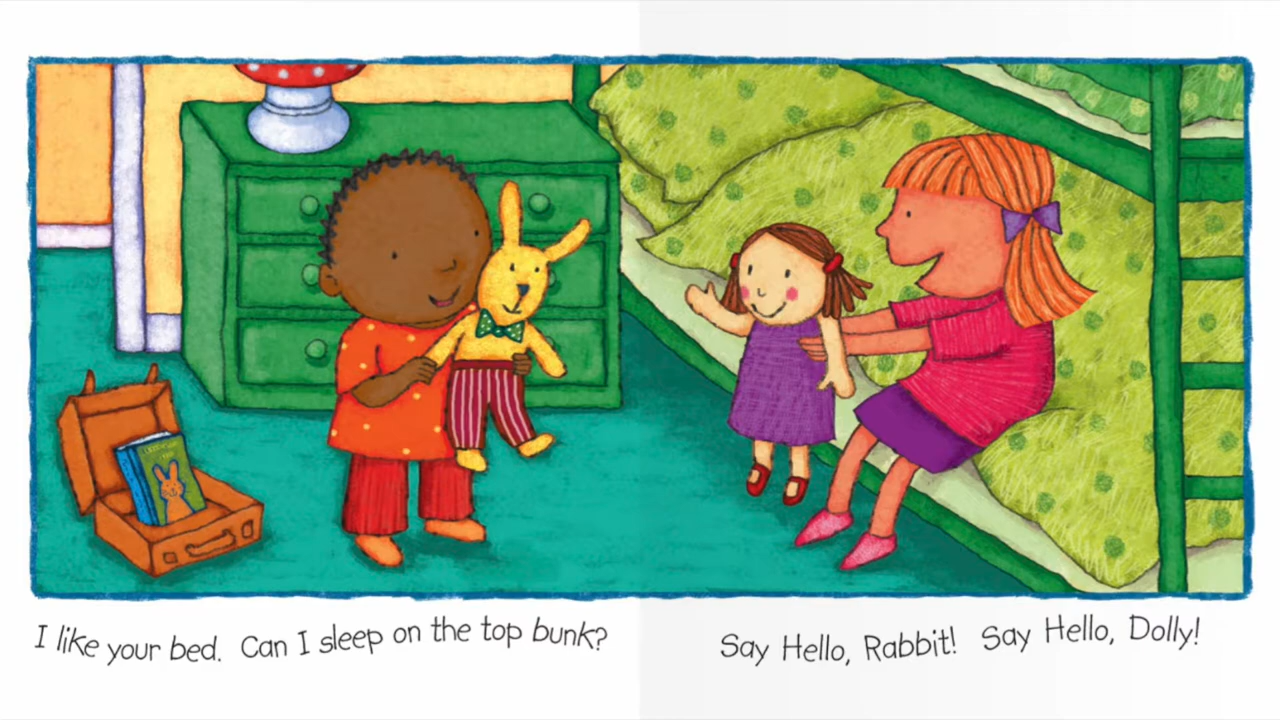 I like your bed. Can I sleep on the top bunk?
Say Hello, Rabbit! Say Hello, Dolly!